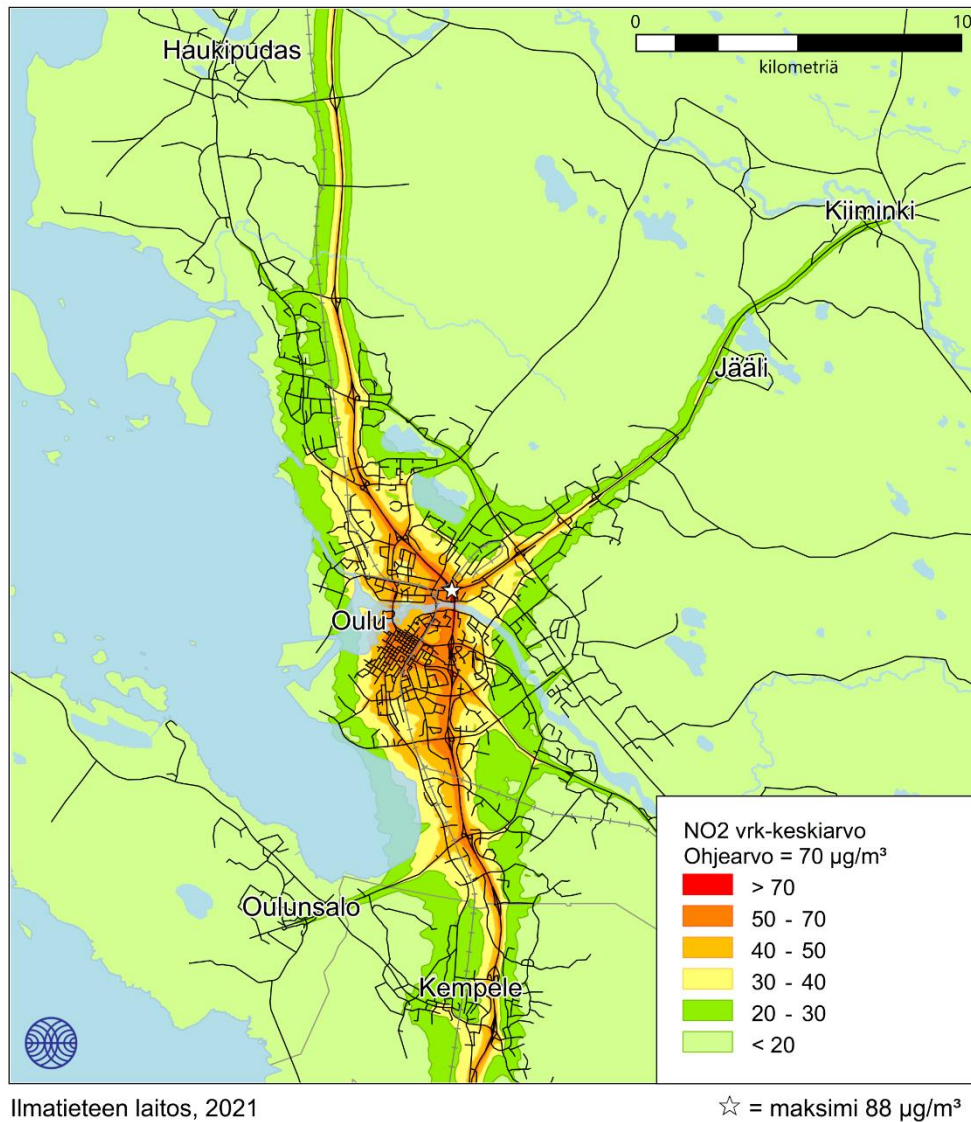 Haukipudas
0 10
kilometriä
Kiiminki
Jääli
Oulu
Oulunsalo
Kempele
NO2 vrk-keskiarvo
Ohjearvo = 70 µg/m³
> 70
50 - 70
40 - 50
30 - 40
20 - 30
< 20
Ilmatieteen laitos, 2021
☆ = maksimi 88 µg/m³